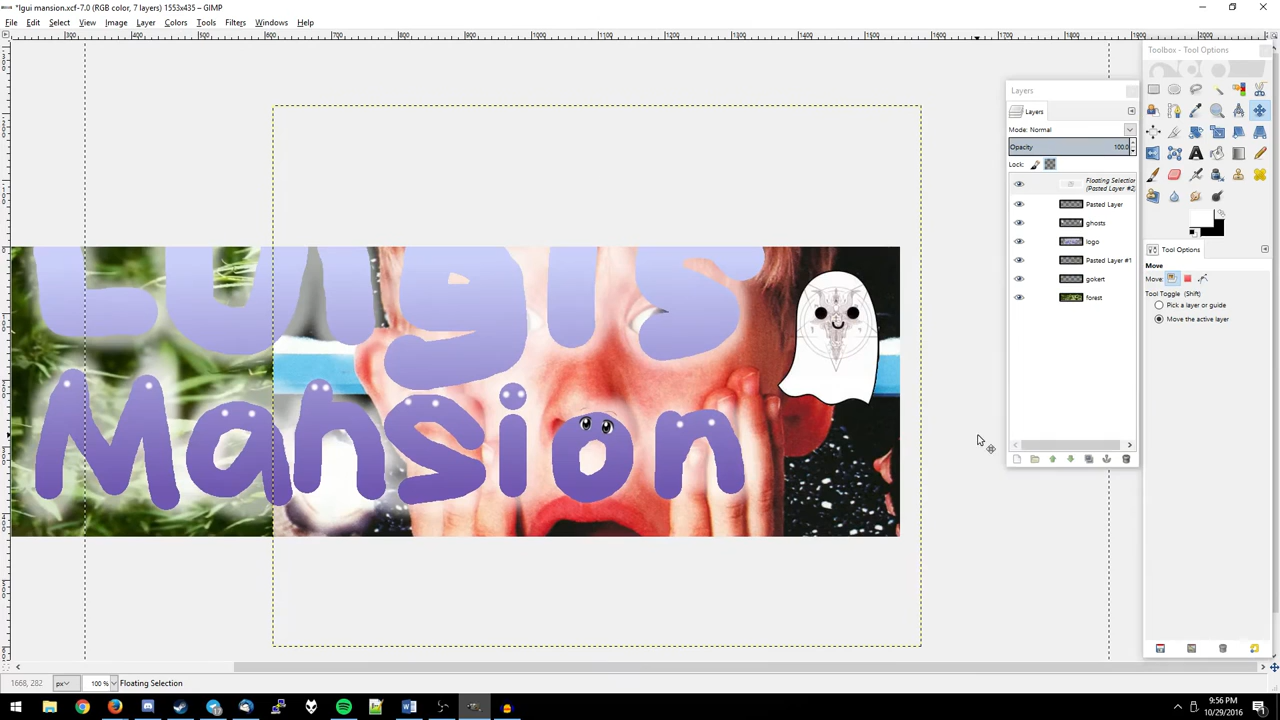 *lgui mansion.xcf-7.0 (RGB color, 7 layers) 1553x435 – GIMP
File Edit Select View Image Layer Colors Tools Filters Windows Help
Toolbox - Tool Options
Layers
Layers
Mode: Normal
Opacity 100.0
Lock:
Floating Selection
(Pasted Layer #2)
Pasted Layer
ghosts
logo
Pasted Layer #1
gokert
forest
Tool Options
Move
Move:
Tool Toggle (Shift)
Pick a layer or guide
Move the active layer
Mansion
1668, 282 px 100 % Floating Selection
9:56 PM
10/29/2016